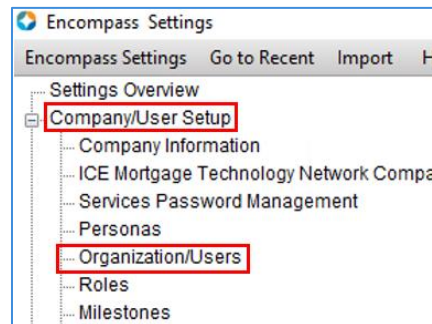 Encompass Settings
Encompass Settings Go to Recent Import H
Settings Overview
Company/User Setup
Company Information
ICE Mortgage Technology Network Compa
Services Password Management
Personas
Organization/Users
Roles
Milestones